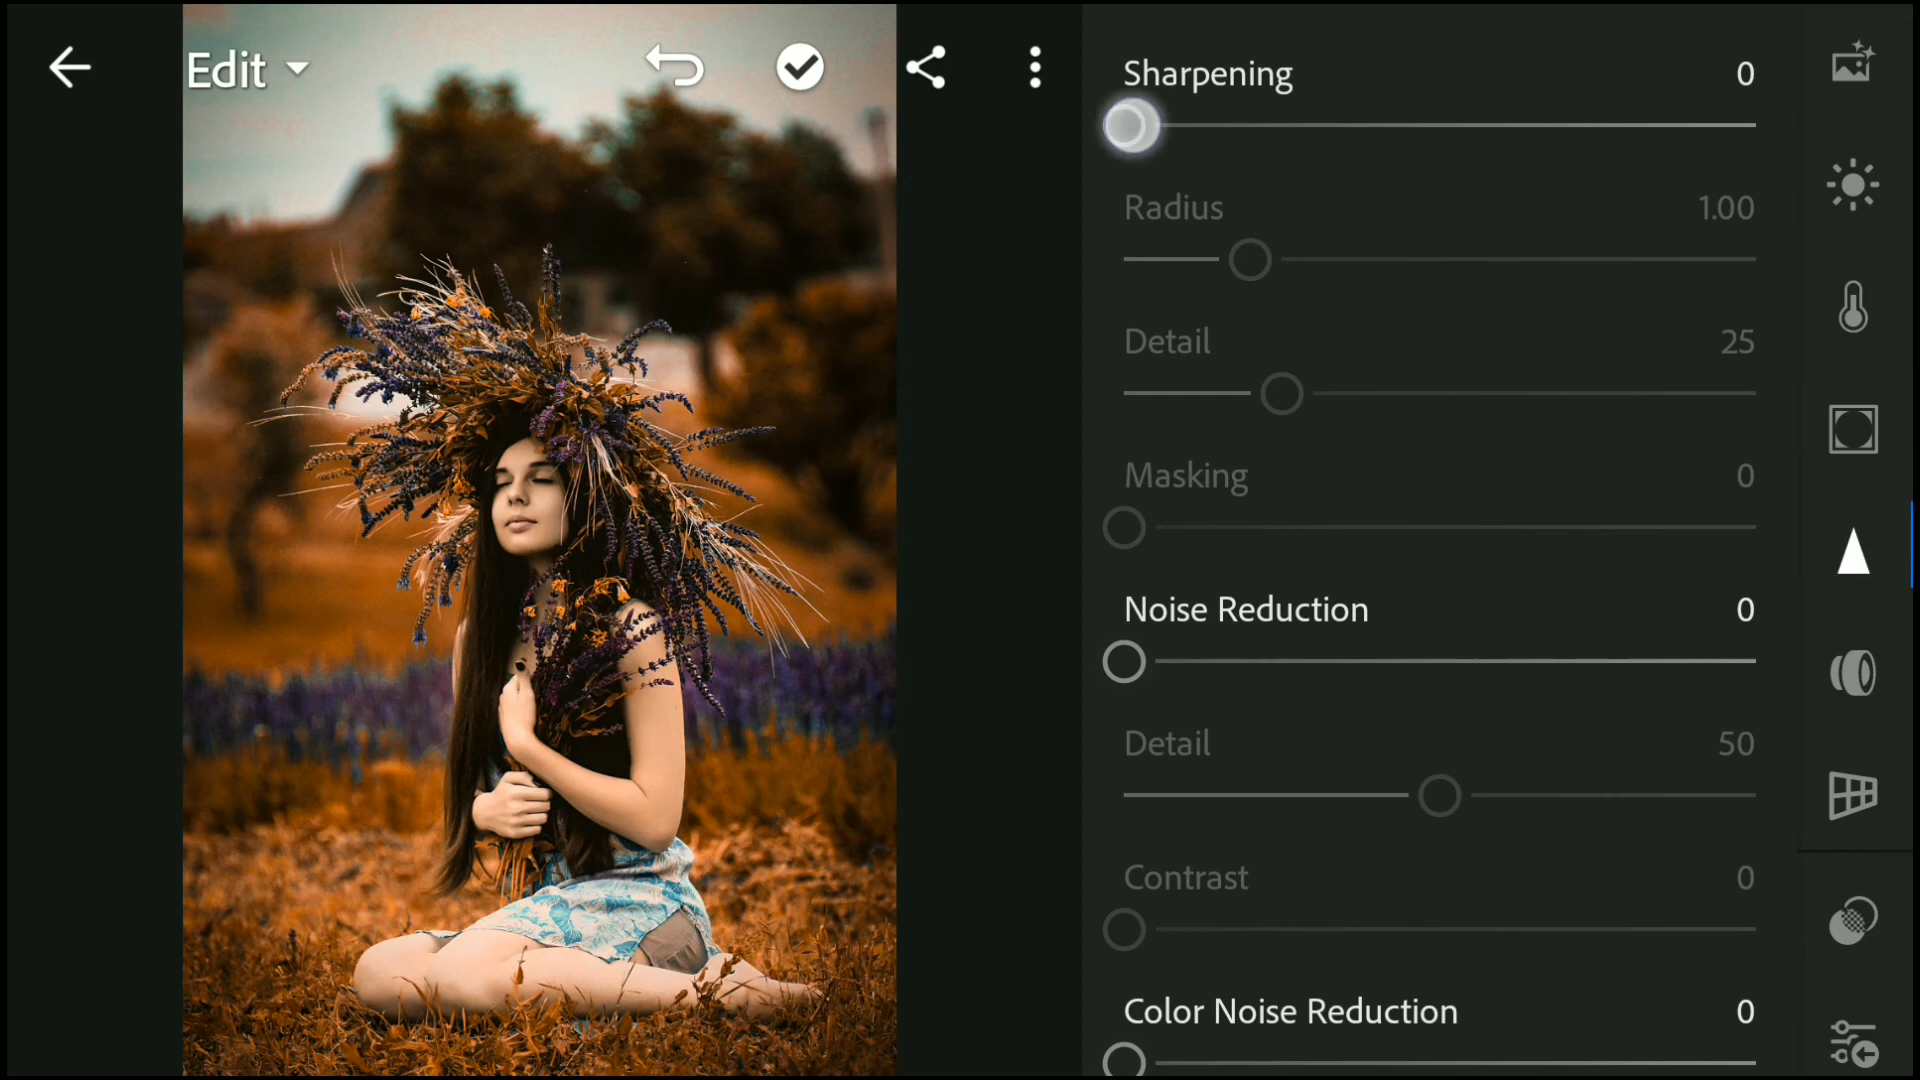 Edit
Sharpening 0
Radius 1.00
Detail 25
Masking 0
Noise Reduction 0
Detail 50
Contrast 0
Color Noise Reduction 0